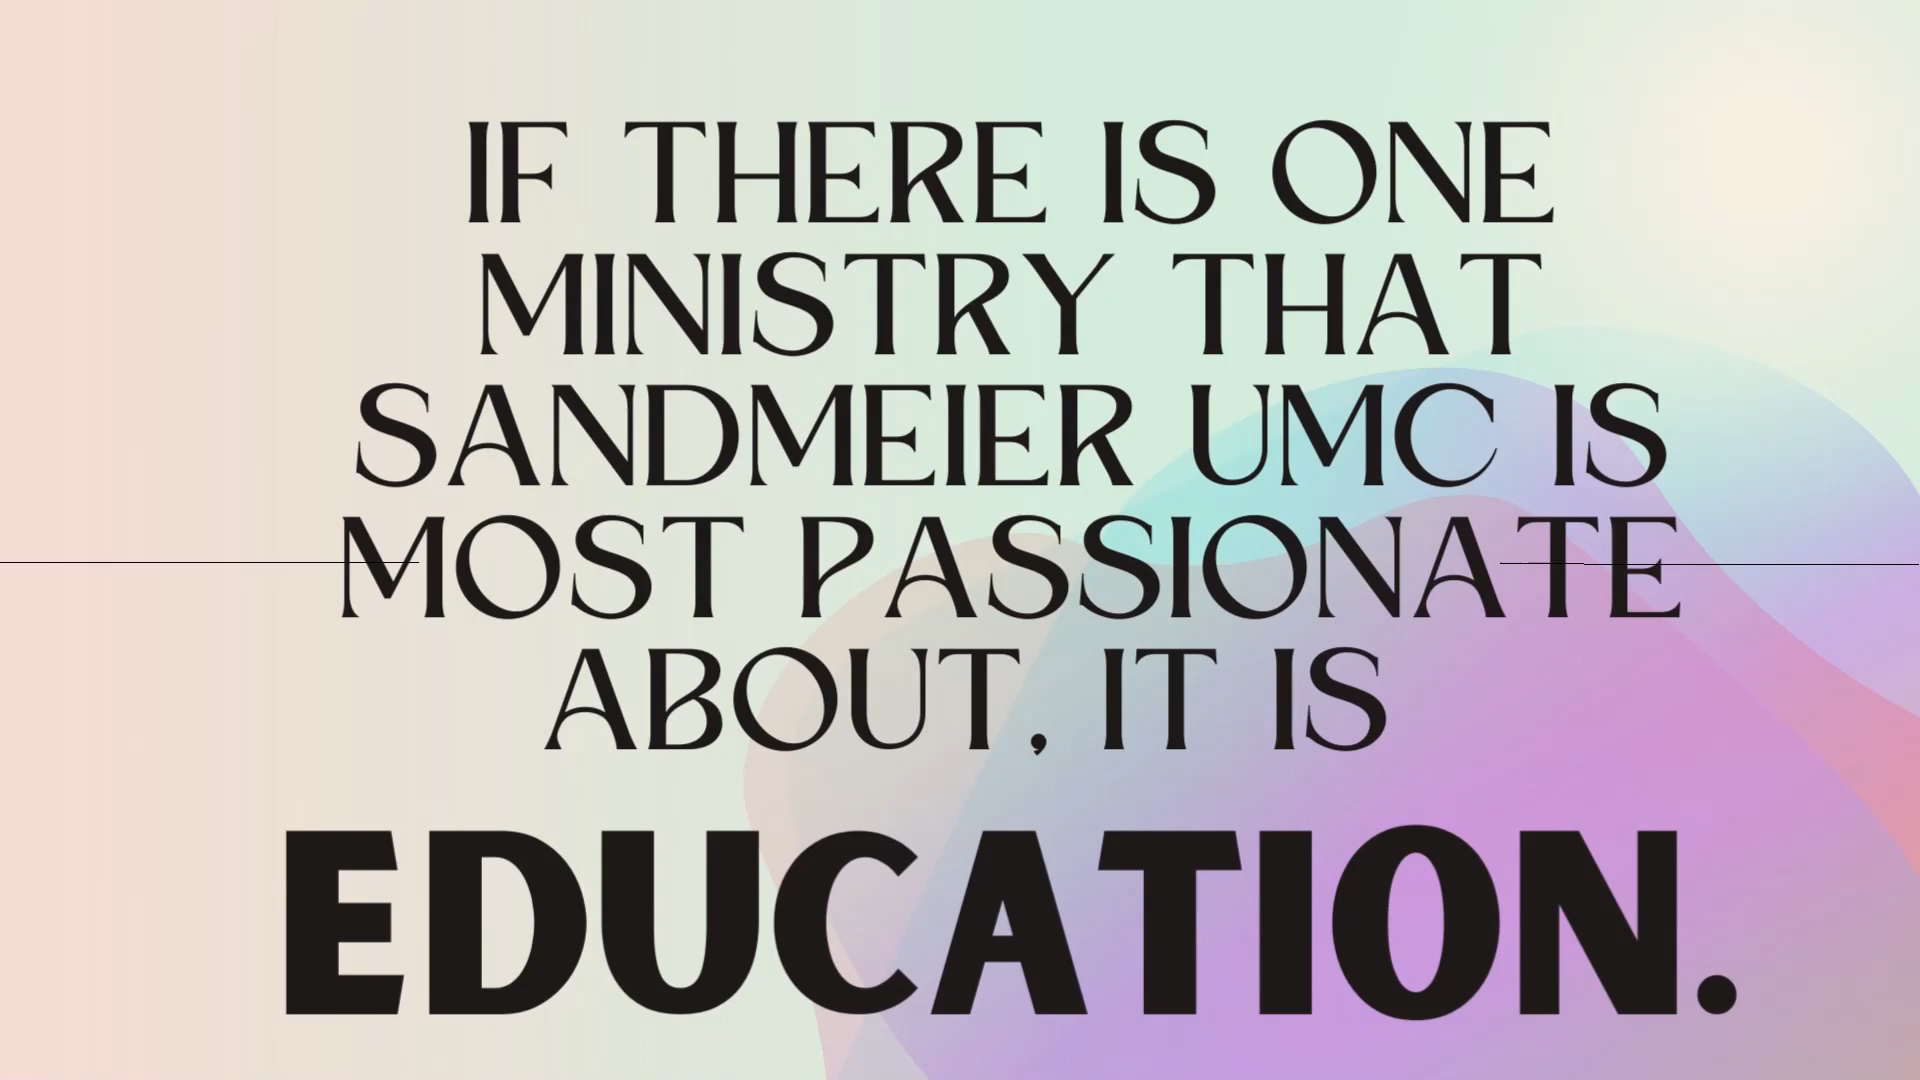 IF THERE IS ONE
MINISTRY THAT
SANDMEIER UMC IS
MOST PASSIONATE
ABOUT, IT IS
EDUCATION.